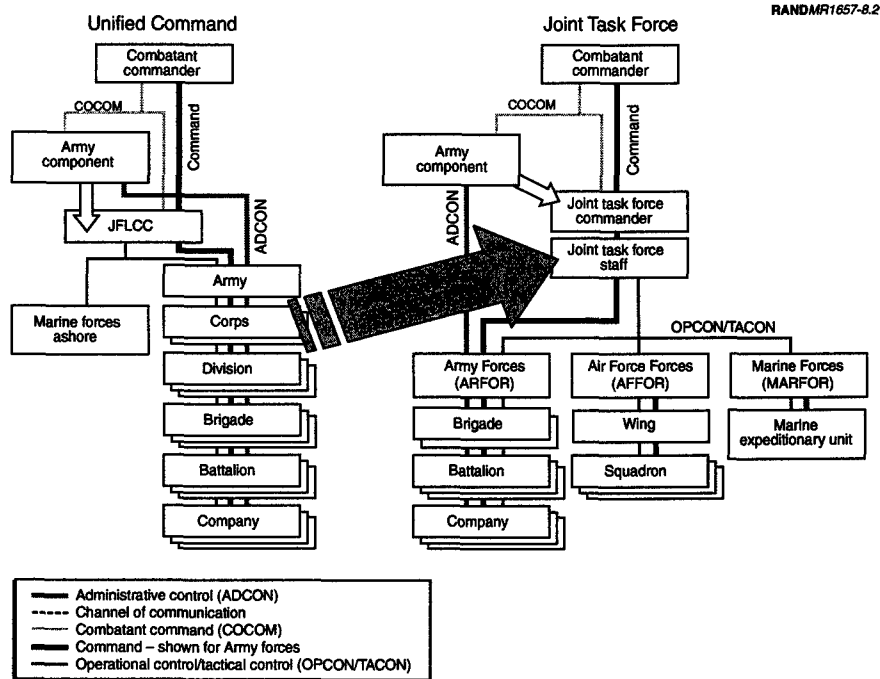 RANDMR1657-8.2
Unified Command
Combatant
commander
COCOM
Command
Army
component
JFLCC
ADCON
Army
Marine forces
ashore
Corps
Division
Brigade
Battalion
Company
Joint Task Force
Combatant
commander
COCOM
Command
Army
component
ADCON
Joint task force
commander
Joint task force
staff
OPCON/TACON
Army Forces
(ARFOR)
Air Force Forces
(AFFOR)
Marine Forces
(MARFOR)
Brigade
Wing
Marine
expeditionary unit
Battalion
Squadron
Company
Administrative control (ADCON)
Channel of communication
Combatant command (COCOM)
Command – shown for Army forces
Operational control/tactical control (OPCON/TACON)